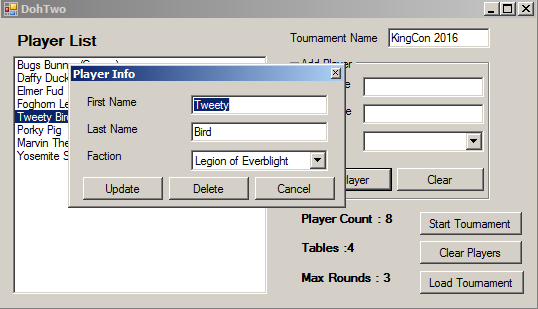 DohTwo
Player List
Tournament Name
KingCon 2016
Bugs Bunny
Daffy Duck
Elmer Fud
Foghorn Le
Tweety Bird
Porky Pig
Marvin The
Yosemite S
Player Info
First Name
Tweety
Last Name
Bird
Faction
Legion of Everblight
Update
Delete
Cancel
Add Player
layer
Clear
Player Count : 8
Start Tournament
Tables :4
Clear Players
Max Rounds : 3
Load Tournament